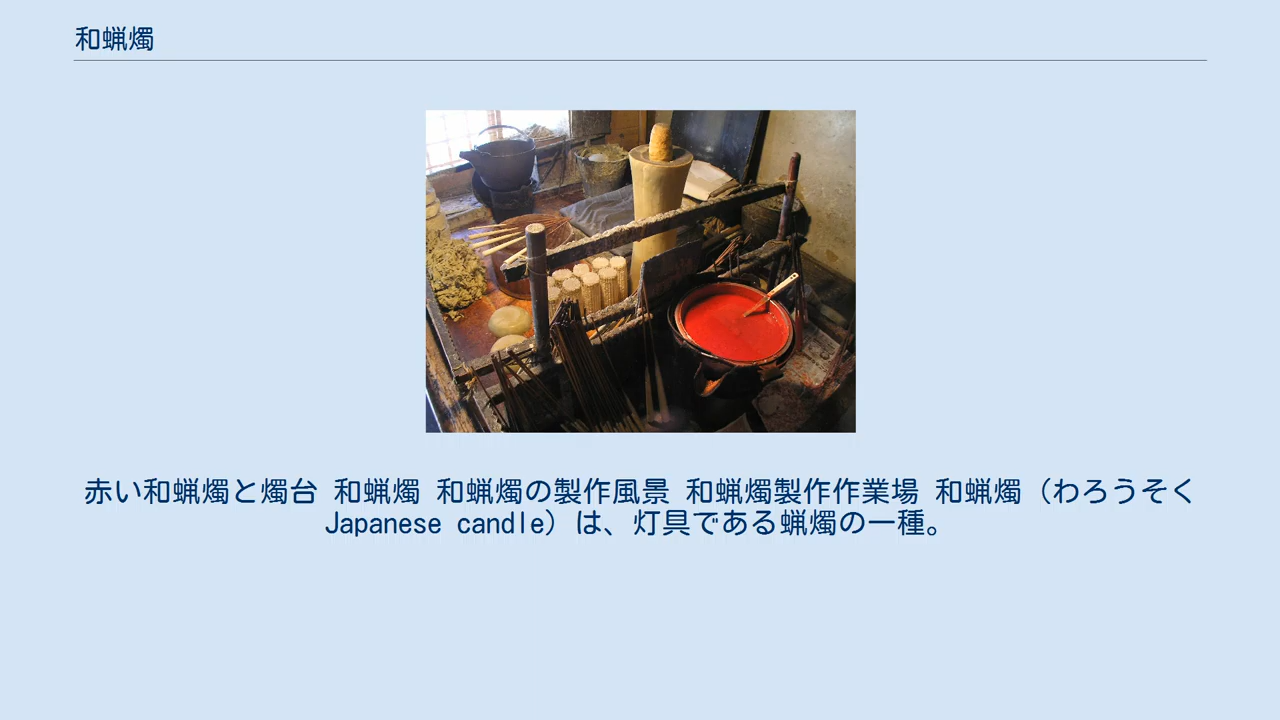 和蝋燭
赤い和蝋燭と燭台 和蝋燭 和蝋燭の製作風景 和蝋燭製作作業場 和蝋燭（わろうそく
Japanese candle）は、灯具である蝋燭の一種。